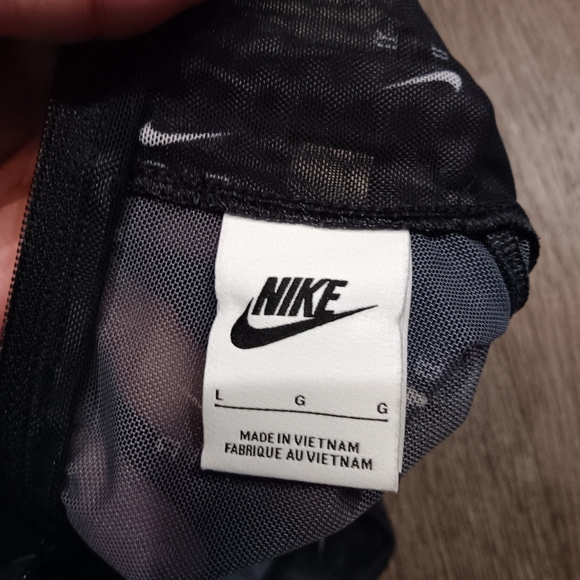 NIKE
L G G
MADE IN VIETNAM
FABRIQUE AU VIETNAM